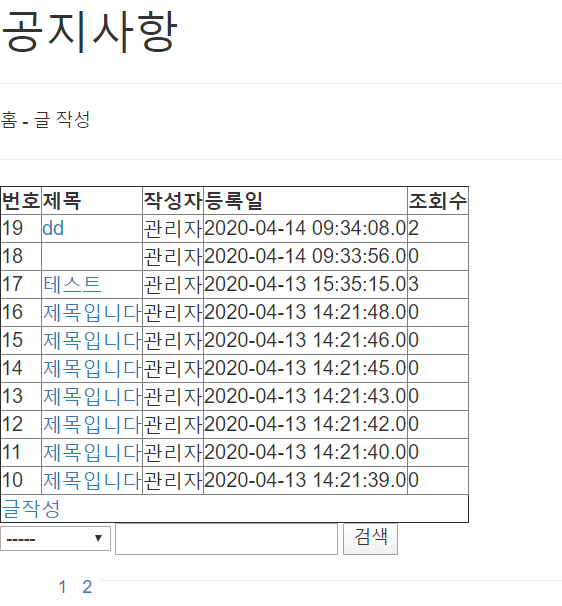 공지사항
홈 - 글 작성
번호 제목 작성자 등록일 조회수
19 dd 관리자 2020-04-14 09:34:08.0 2
18 관리자 2020-04-14 09:33:56.0 0
17 테스트 관리자 2020-04-13 15:35:15.0 3
16 제목입니다 관리자 2020-04-13 14:21:48.0 0
15 제목입니다 관리자 2020-04-13 14:21:46.0 0
14 제목입니다 관리자 2020-04-13 14:21:45.0 0
13 제목입니다 관리자 2020-04-13 14:21:43.0 0
12 제목입니다 관리자 2020-04-13 14:21:42.0 0
11 제목입니다 관리자 2020-04-13 14:21:40.0 0
10 제목입니다 관리자 2020-04-13 14:21:39.0 0
글작성
----- 검색
1 2